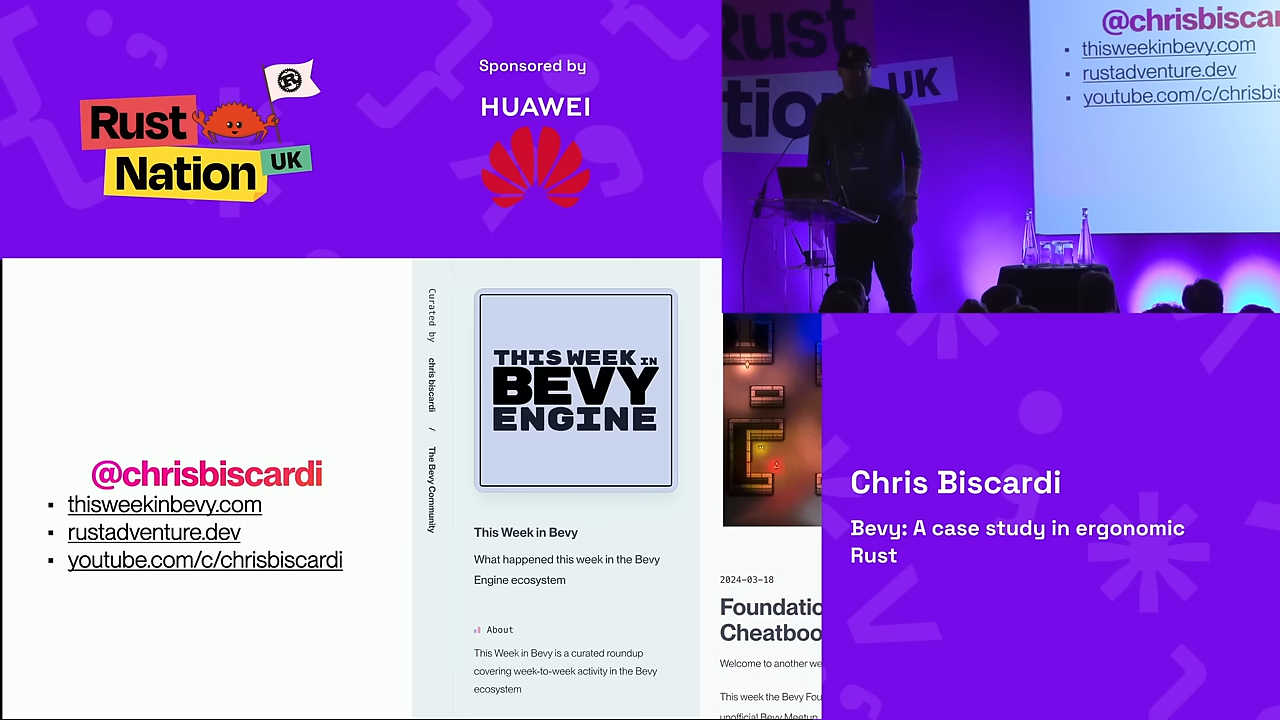 Rust
Nation
UK
Sponsored by
HUAWEI
Rust
UK
@chrisbiscar
thisweekinbevy.com
rustadventure.dev
youtube.com/c/chrisbis
@chrisbiscardi
thisweekinbevy.com
rustadventure.dev
youtube.com/c/chrisbiscardi
Curated by chris biscardi / The Bevy Community
THIS WEEK IN
BEVY
ENGINE
This Week in Bevy
What happened this week in the Bevy
Engine ecosystem
About
This Week in Bevy is a curated roundup
covering week-to-week activity in the Bevy
ecosystem
2024-03-18
Foundatio
Cheatboo
Welcome to another we
This week the Bevy Fou
unofficial Bevy Meetup
Chris Biscardi
Bevy: A case study in ergonomic
Rust